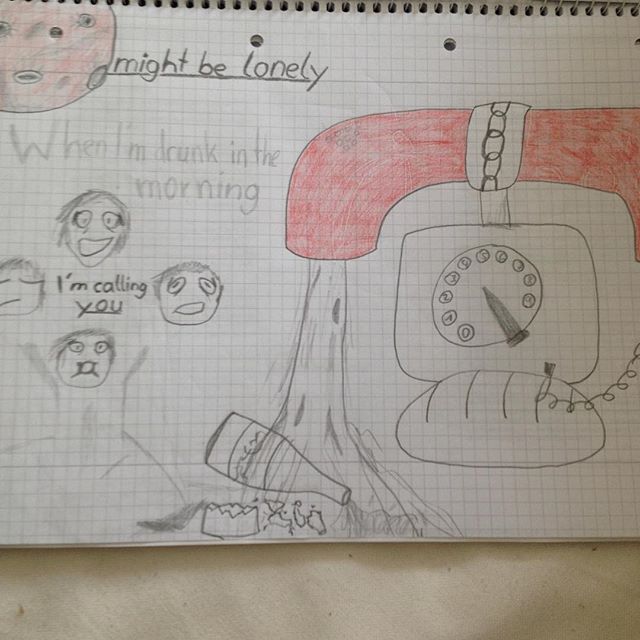 might be lonely
When I'm drunk in the
morning
I'm calling
you